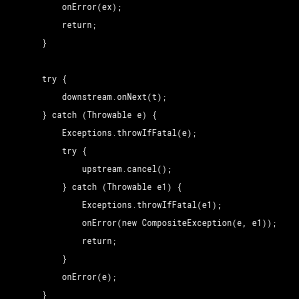 onError(ex);
return;
}
try {
downstream.onNext(t);
} catch (Throwable e) {
Exceptions.throwIfFatal(e);
try {
upstream.cancel();
} catch (Throwable e1) {
Exceptions.throwIfFatal(e1);
onError(new CompositeException(e, e1));
return;
}
onError(e);
}